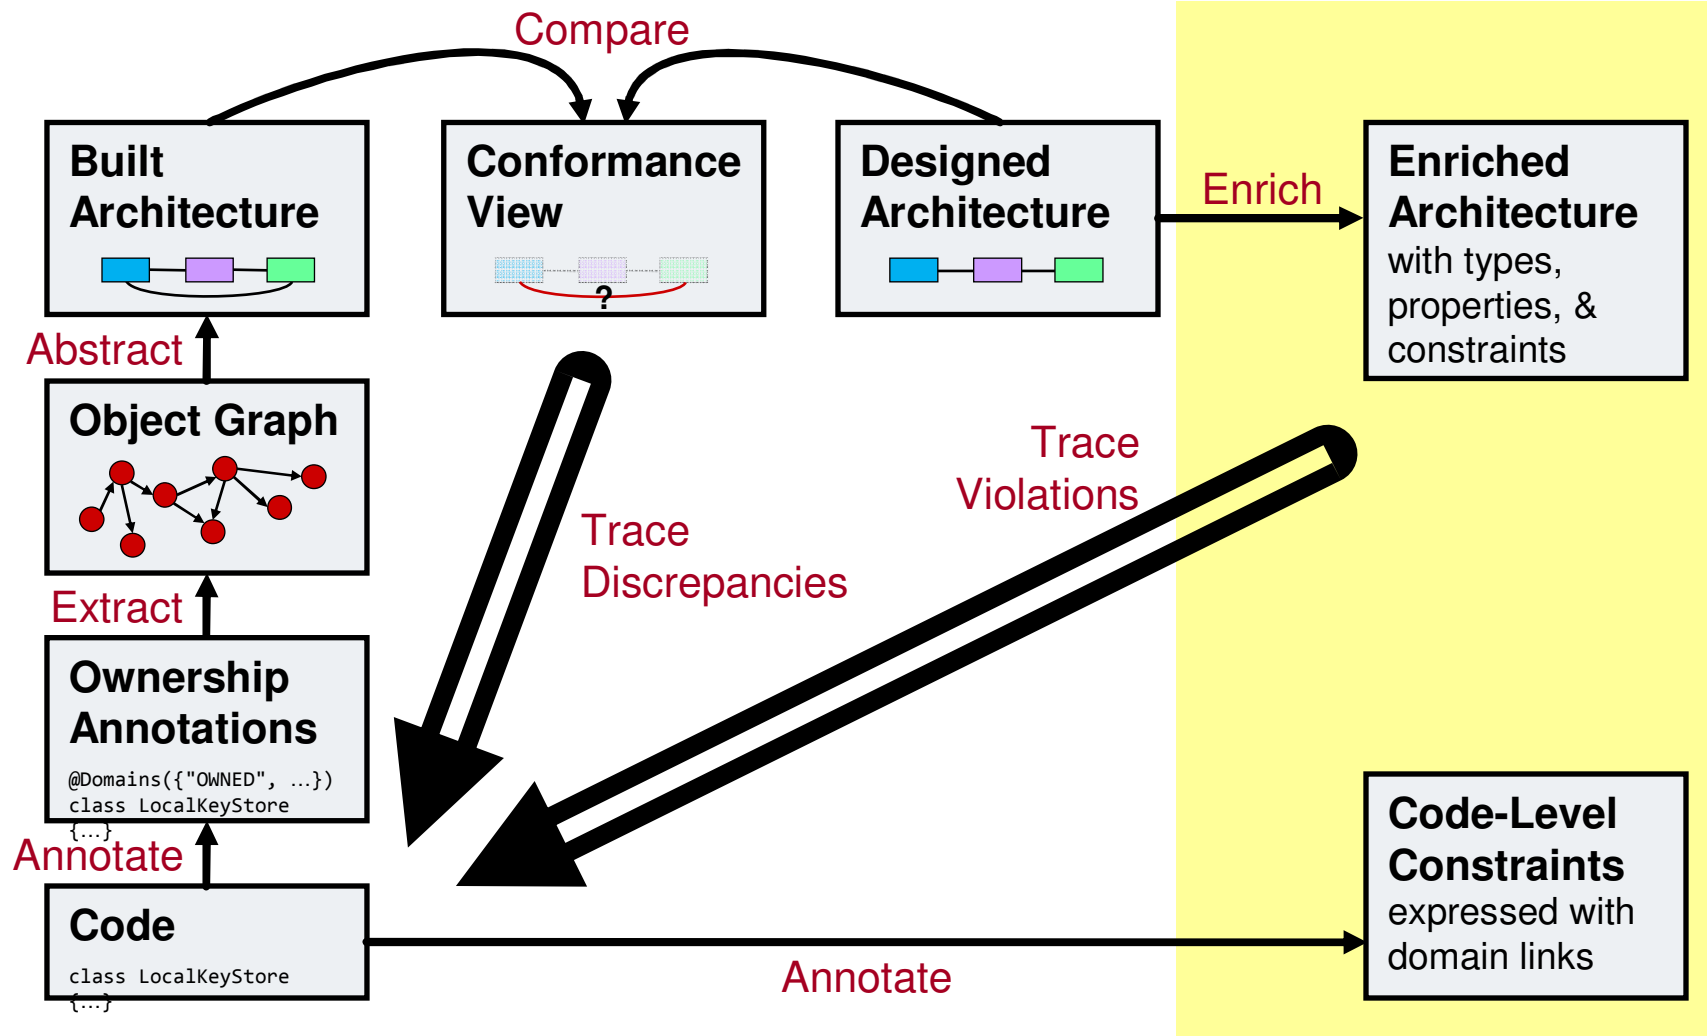 Compare
Built
Architecture
Conformance
View
?
Designed
Architecture
Enrich
Enriched
Architecture
with types,
properties, &
constraints
Abstract
Object Graph
Trace
Violations
Trace
Discrepancies
Extract
Ownership
Annotations
@Domains({"OWNED", …})
class LocalKeyStore
{…}
Annotate
Code
class LocalKeyStore
{…}
Annotate
Code-Level
Constraints
expressed with
domain links